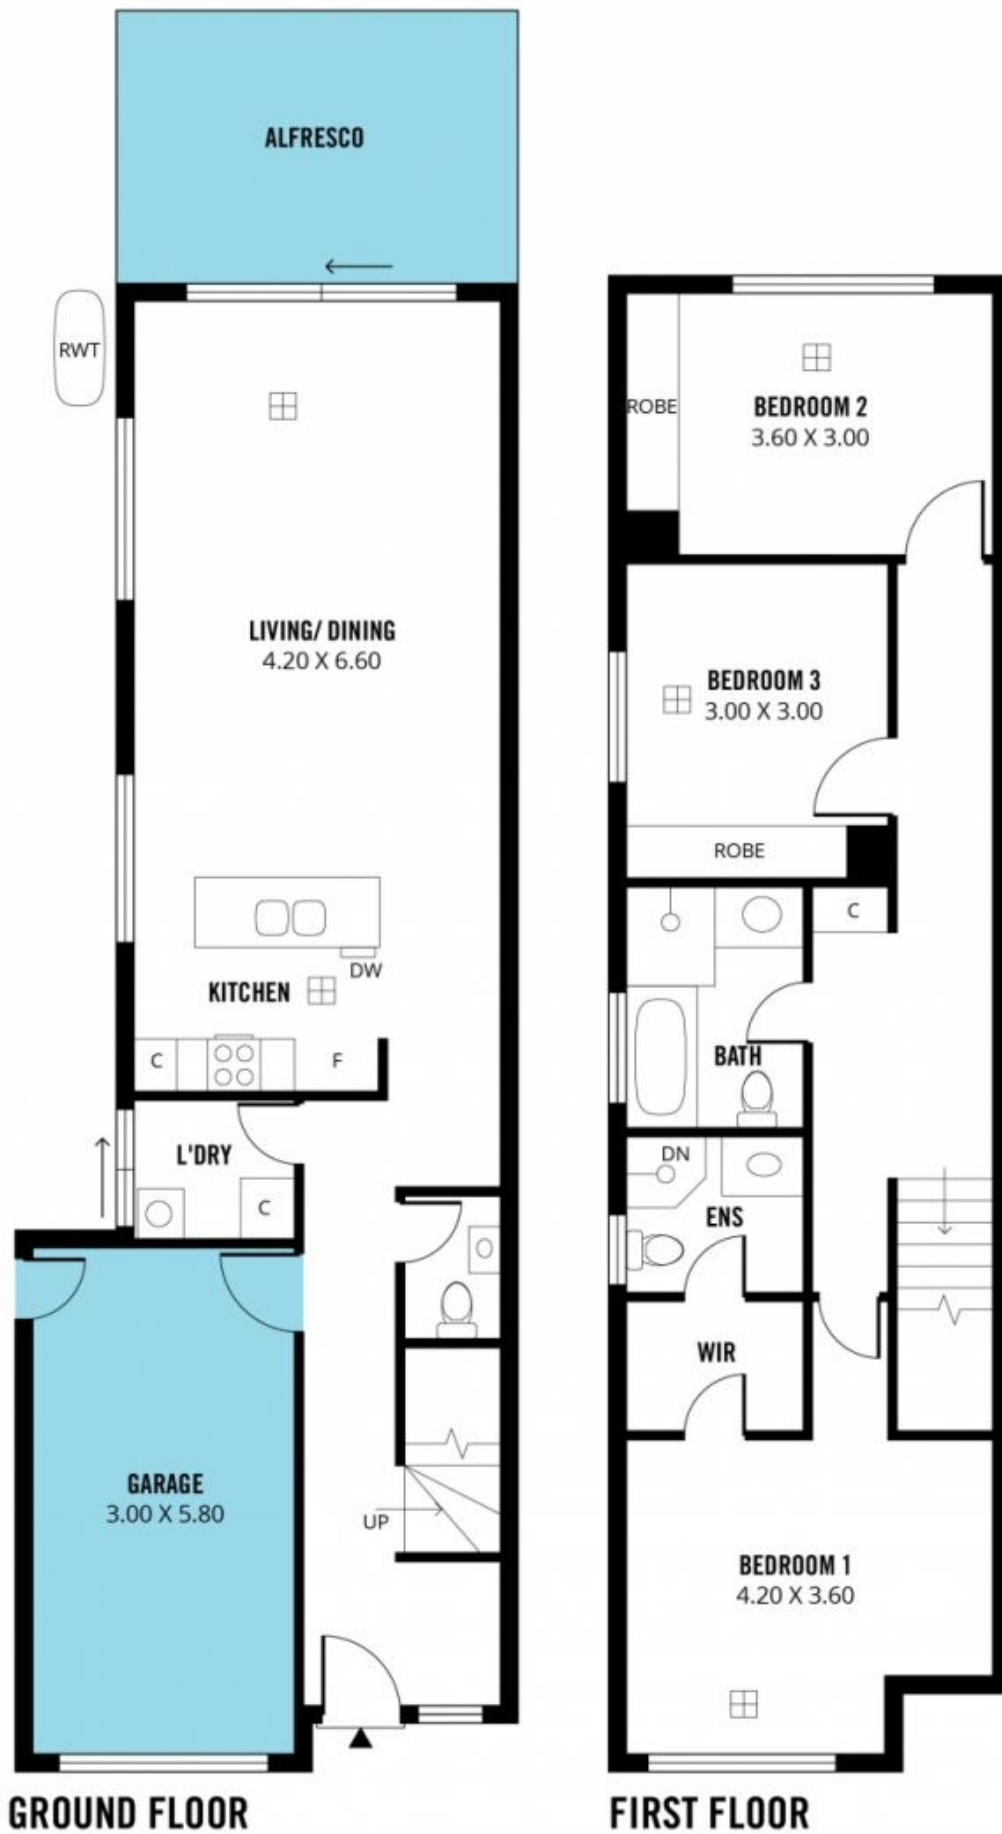 ALFRESCO
RWT
LIVING/ DINING
4.20 X 6.60
DW
KITCHEN
C
F
L'DRY
C
GARAGE
3.00 X 5.80
UP
GROUND FLOOR
ROBE
BEDROOM 2
3.60 X 3.00
BEDROOM 3
3.00 X 3.00
ROBE
C
BATH
DN
ENS
WIR
BEDROOM 1
4.20 X 3.60
FIRST FLOOR